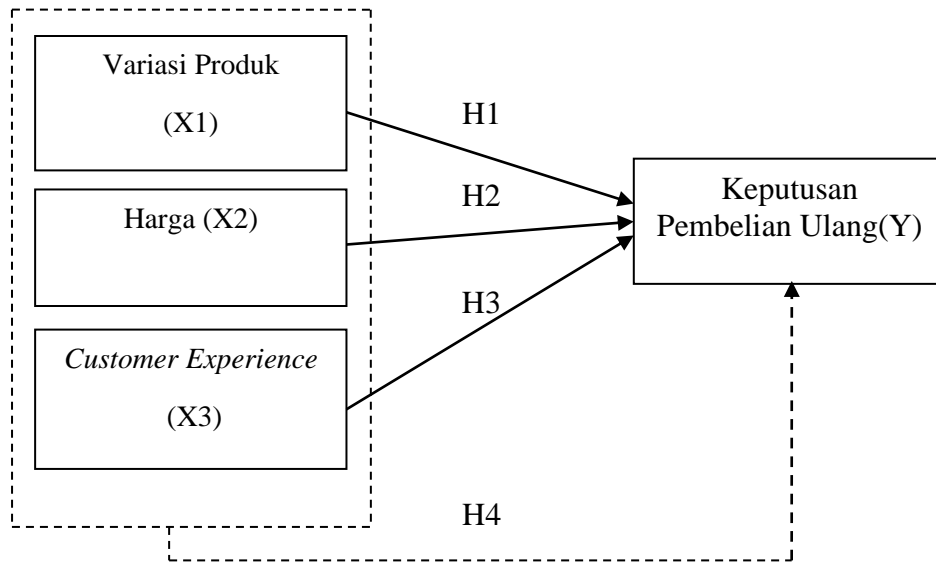 Variasi Produk
(X1)
H1
Harga (X2)
H2
Customer Experience
(X3)
H3
Keputusan
Pembelian Ulang(Y)
H4